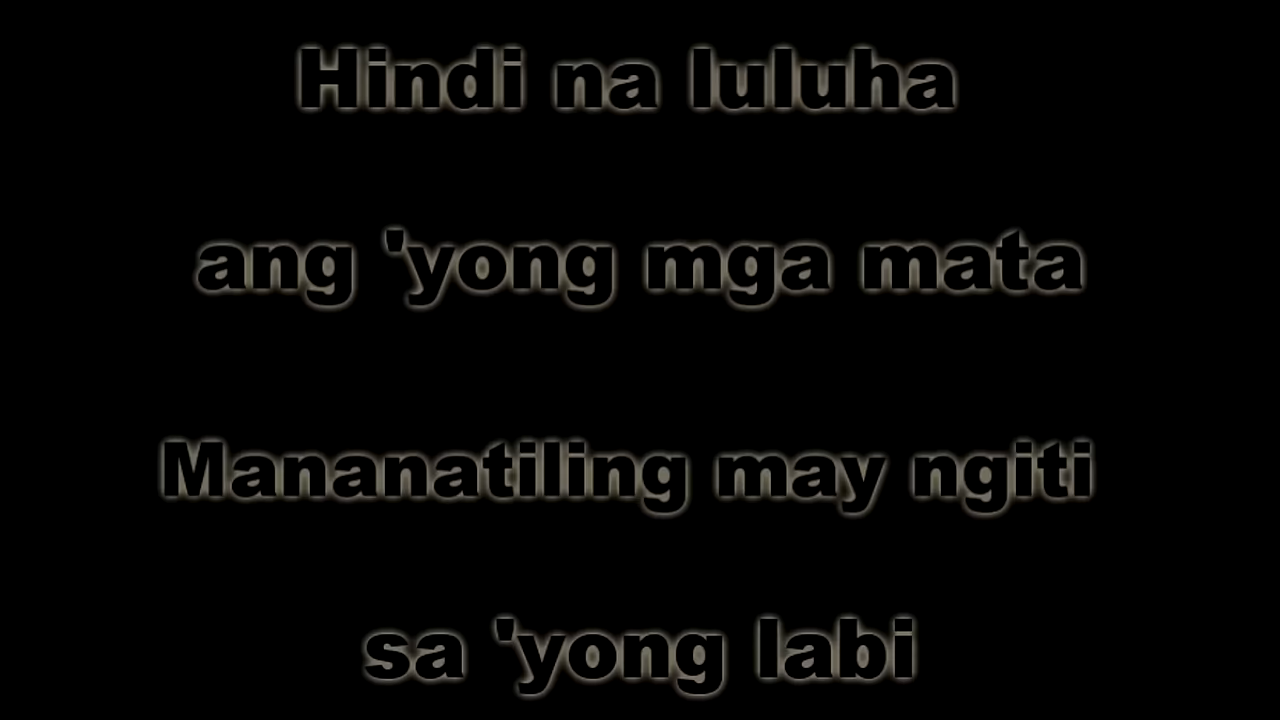 Hindi na luluha
ang 'yong mga mata
Mananatiling may ngiti
sa 'yong labi